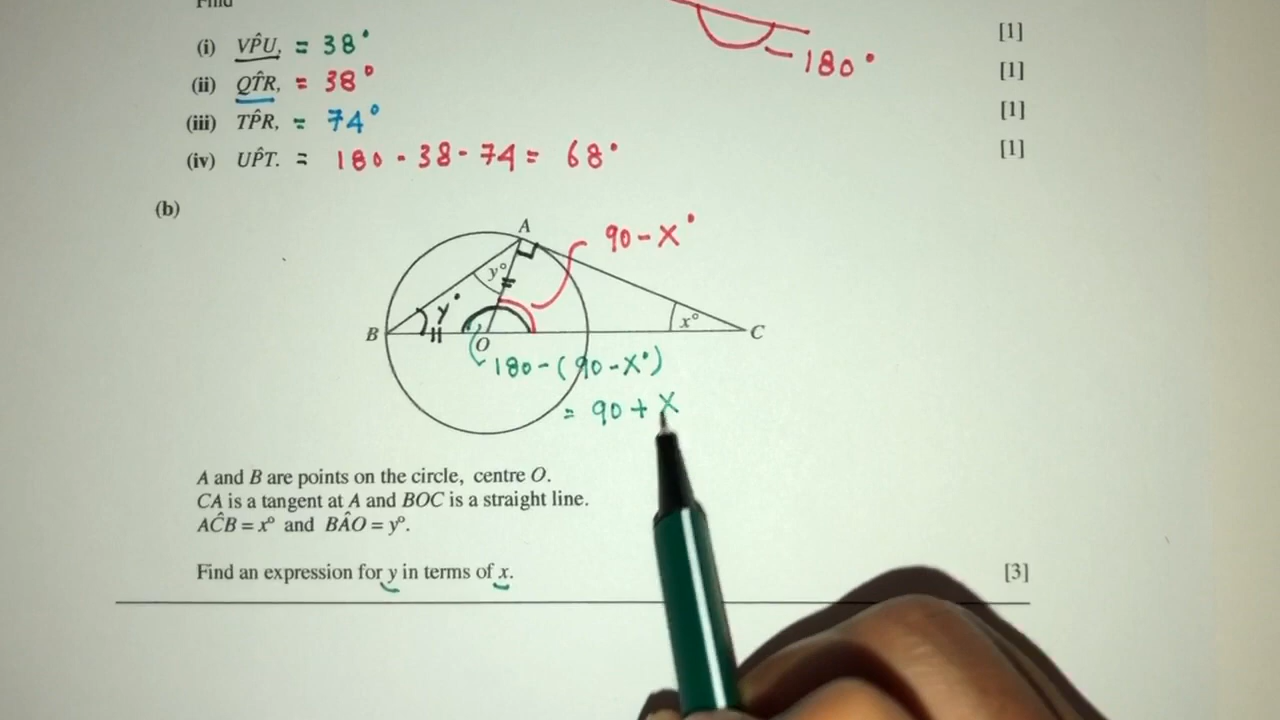 Find
(i) VP̂U, = 38° [1]
180°
(ii) QT̂R, = 38° [1]
(iii) TP̂R, = 74° [1]
(iv) UP̂T. = 180 - 38 - 74 = 68° [1]
(b)
A
90 - x°
y°
y°
B
O
x°
C
180 - (90 - x°)
= 90 + x
A and B are points on the circle, centre O.
CA is a tangent at A and BOC is a straight line.
AĈB = x° and BÂO = y°.
Find an expression for y in terms of x. [3]